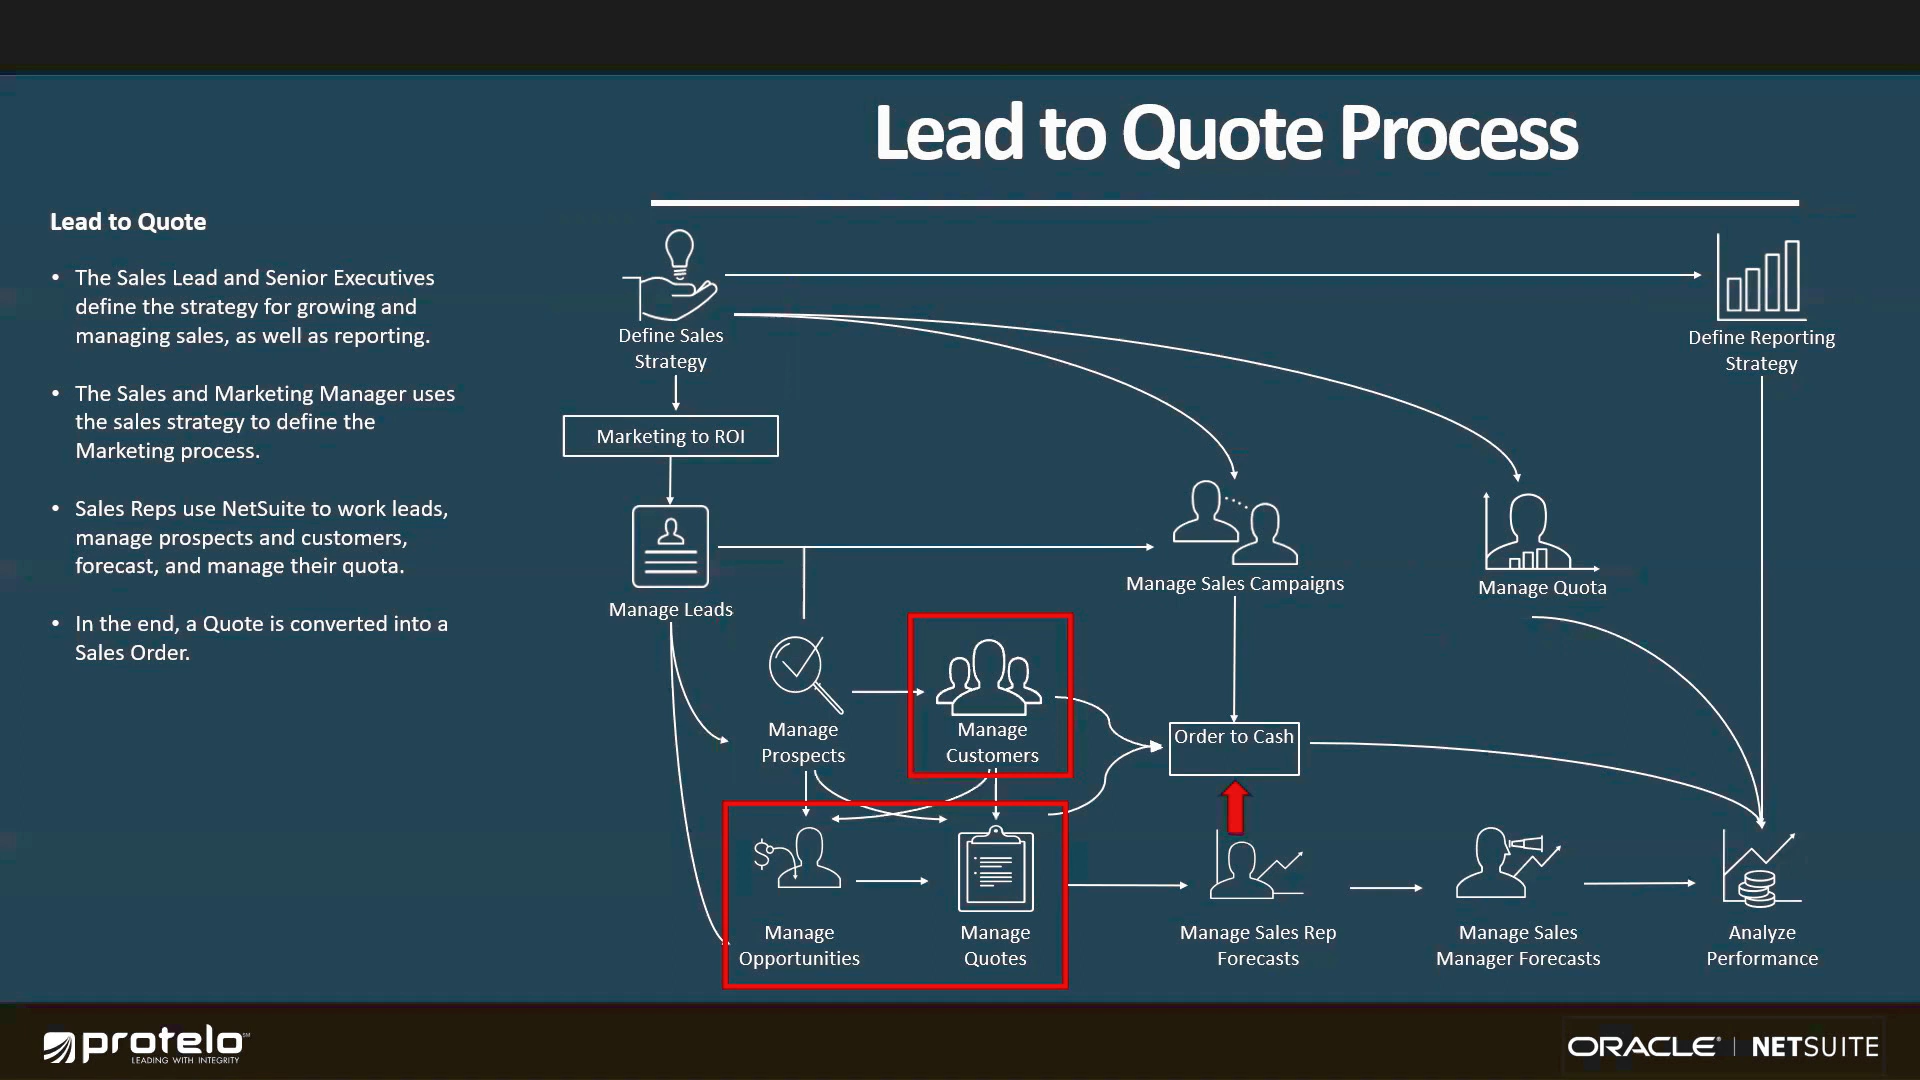 Lead to Quote Process
Lead to Quote
• The Sales Lead and Senior Executives
define the strategy for growing and
managing sales, as well as reporting.
• The Sales and Marketing Manager uses
the sales strategy to define the
Marketing process.
• Sales Reps use NetSuite to work leads,
manage prospects and customers,
forecast, and manage their quota.
• In the end, a Quote is converted into a
Sales Order.
Define Sales
Strategy
Define Reporting
Strategy
Marketing to ROI
Manage Leads
Manage Sales Campaigns
Manage Quota
Manage
Prospects
Manage
Customers
Order to Cash
Manage
Opportunities
Manage
Quotes
Manage Sales Rep
Forecasts
Manage Sales
Manager Forecasts
Analyze
Performance
protelo
LEADING WITH INTEGRITY
ORACLE | NETSUITE